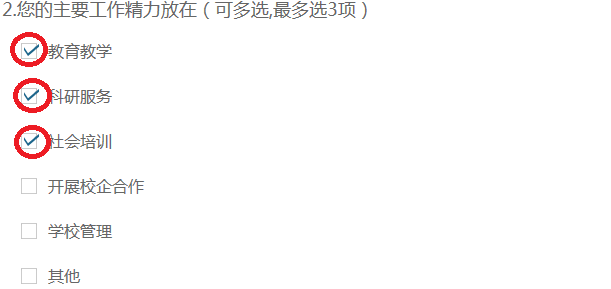 2.您的主要工作精力放在（可多选,最多选3项）
教育教学
科研服务
社会培训
开展校企合作
学校管理
其他